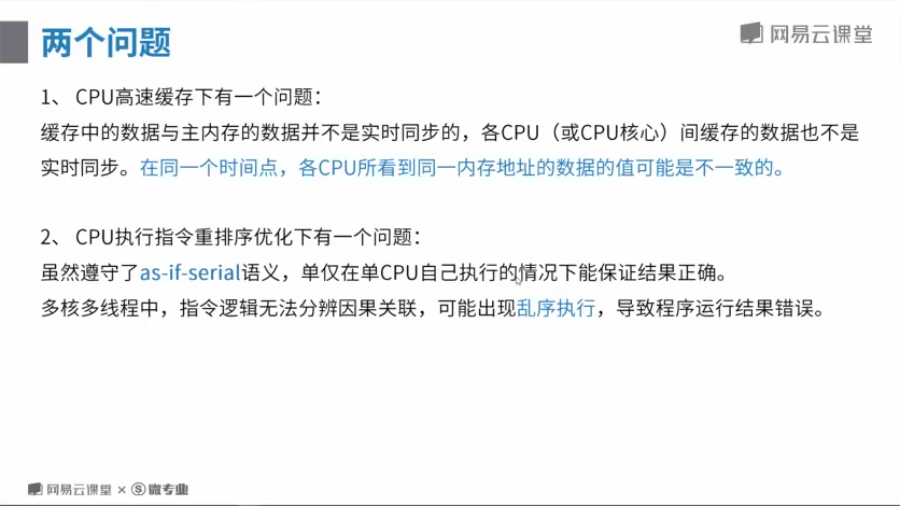 两个问题
网易云课堂
1、 CPU高速缓存下有一个问题：
缓存中的数据与主内存的数据并不是实时同步的，各CPU（或CPU核心）间缓存的数据也不是
实时同步。在同一个时间点，各CPU所看到同一内存地址的数据的值可能是不一致的。
2、 CPU执行指令重排序优化下有一个问题：
虽然遵守了as-if-serial语义，单仅在单CPU自己执行的情况下能保证结果正确。
多核多线程中，指令逻辑无法分辨因果关联，可能出现乱序执行，导致程序运行结果错误。
网易云课堂 × Ⓢ微专业